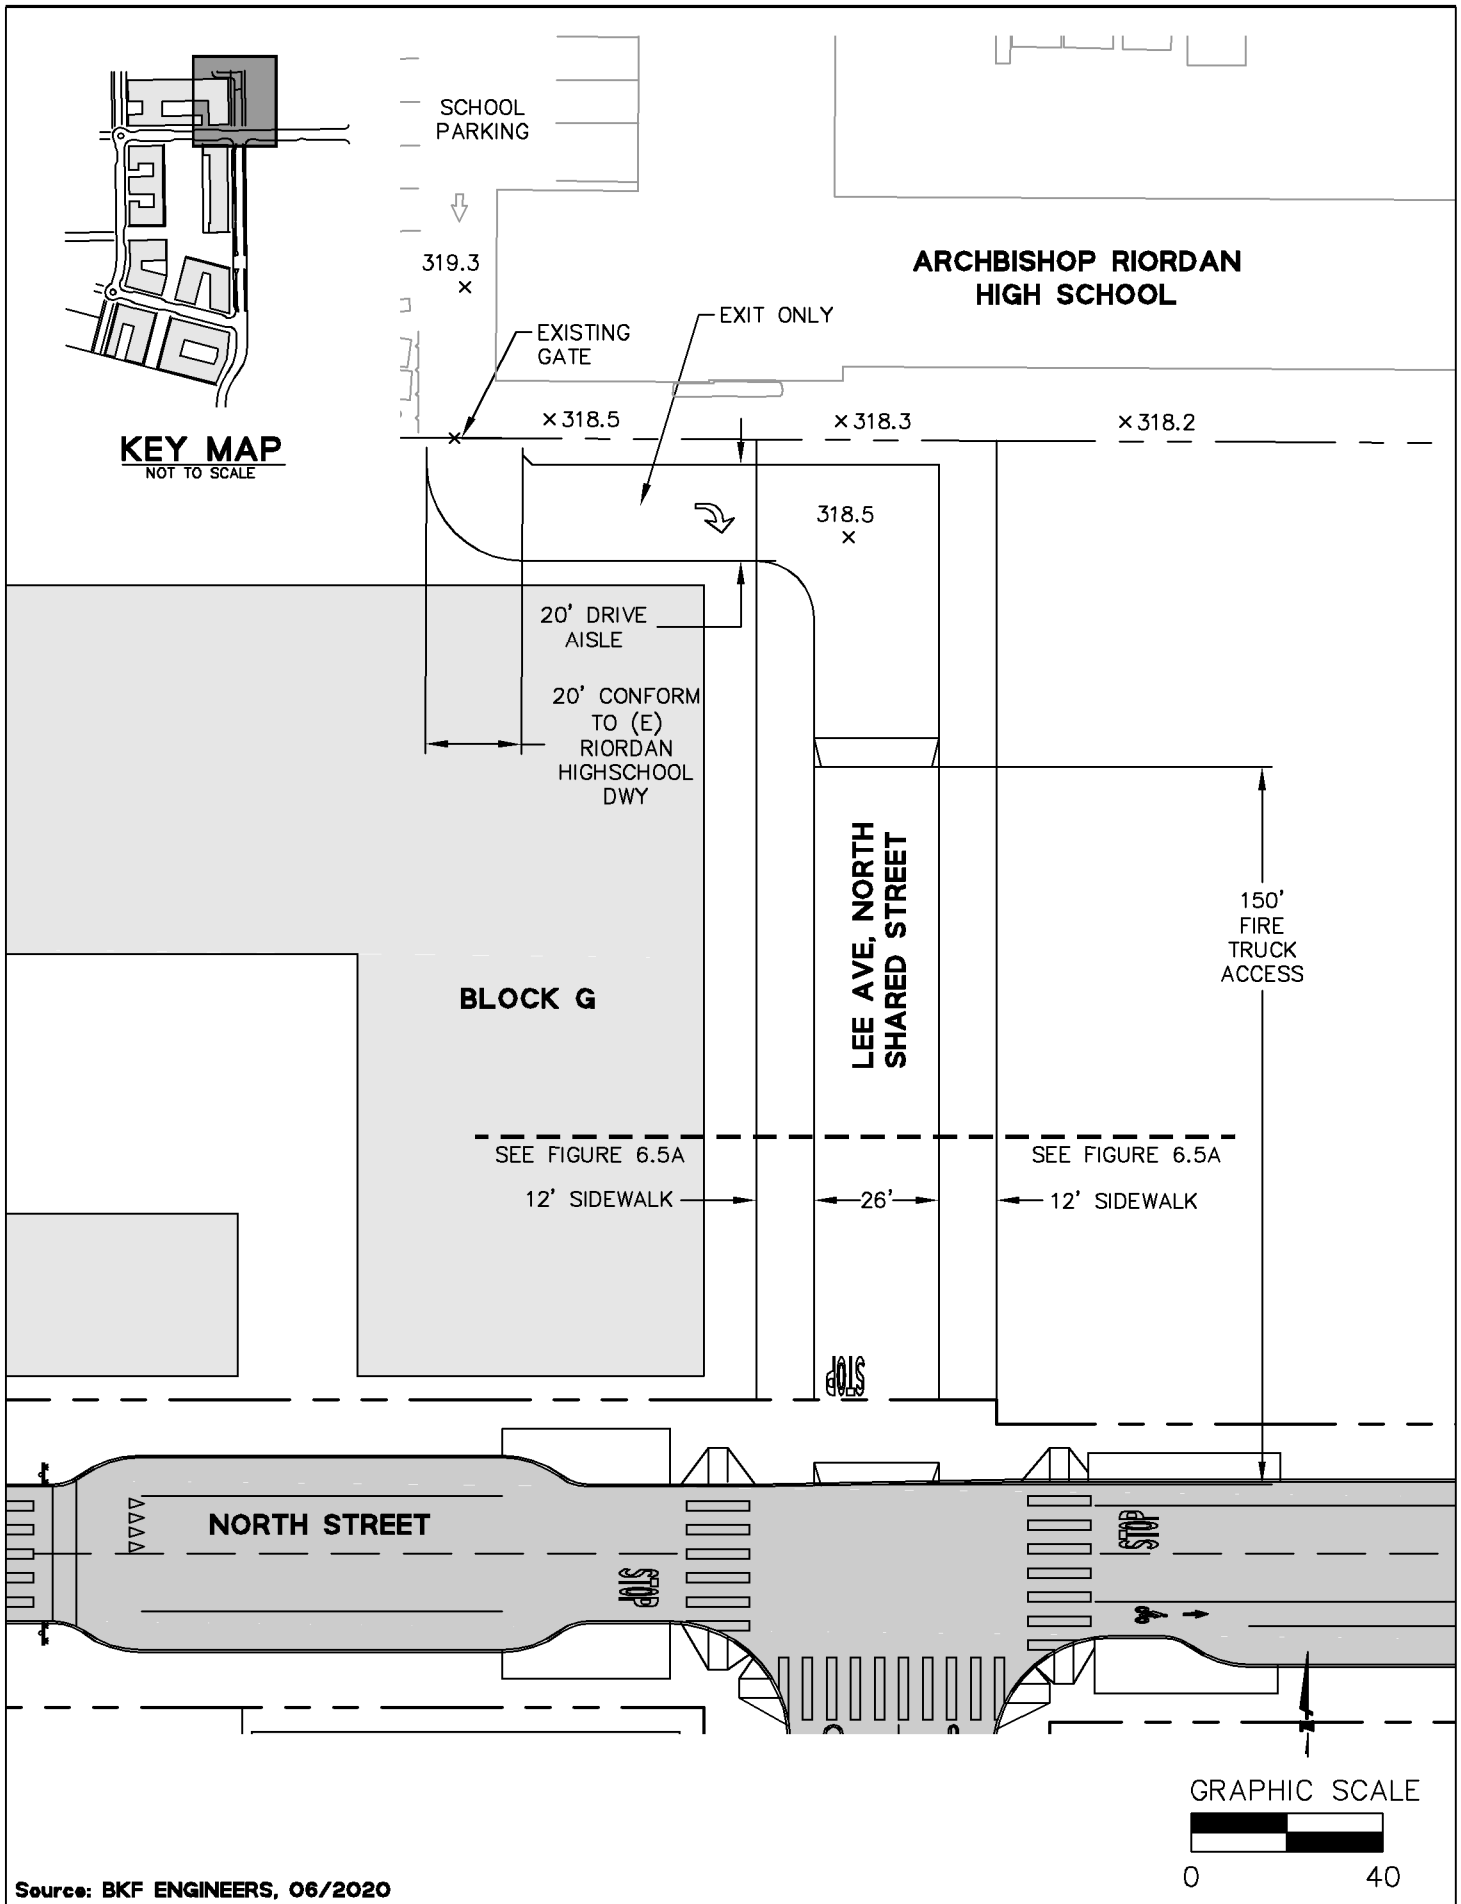 SCHOOL
PARKING
319.3
ARCHBISHOP RIORDAN
HIGH SCHOOL
EXIT ONLY
EXISTING
GATE
318.5
318.3
318.2
KEY MAP
NOT TO SCALE
318.5
20' DRIVE
AISLE
20' CONFORM
TO (E)
RIORDAN
HIGHSCHOOL
DWY
LEE AVE, NORTH
SHARED STREET
150'
FIRE
TRUCK
ACCESS
BLOCK G
SEE FIGURE 6.5A
SEE FIGURE 6.5A
12' SIDEWALK
26'
12' SIDEWALK
STOP
NORTH STREET
STOP
STOP
N
GRAPHIC SCALE
0 40
Source: BKF ENGINEERS, 06/2020